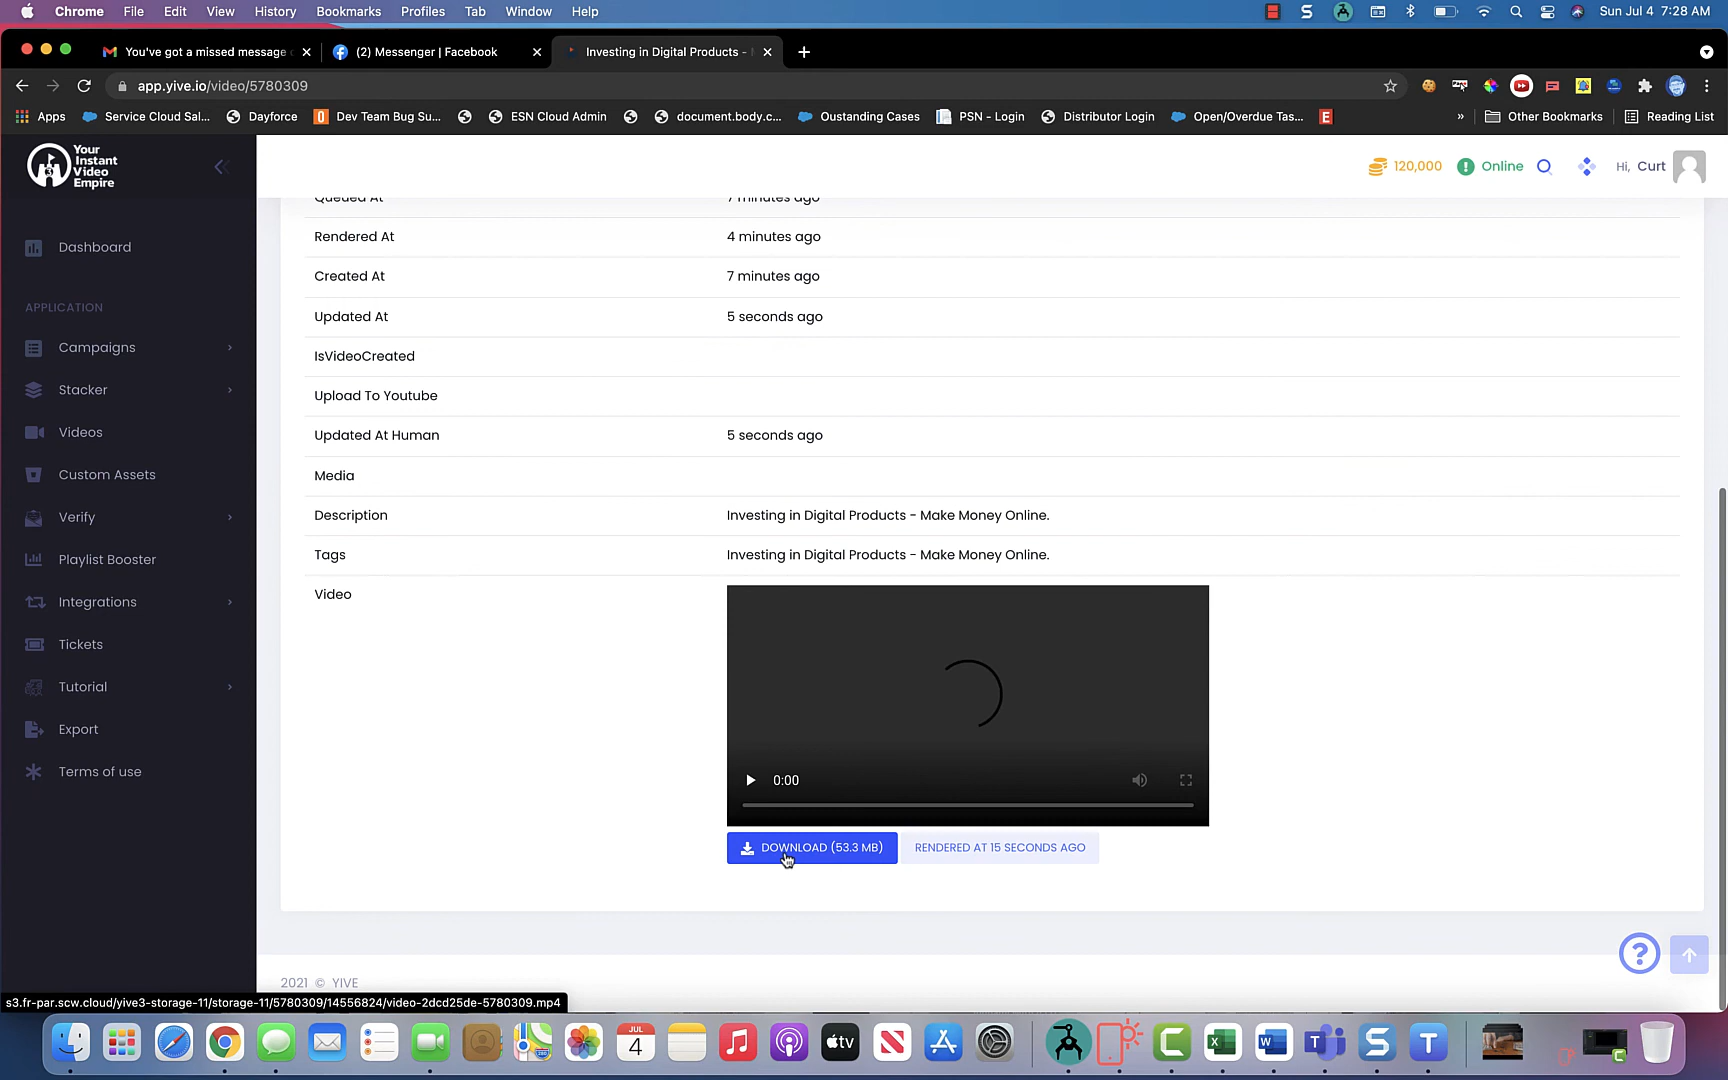 Chrome File Edit View History Bookmarks Profiles Tab Window Help Sun Jul 4 7:28 AM
You've got a missed message (2) Messenger | Facebook Investing in Digital Products -
app.yive.io/video/5780309
Apps Service Cloud Sal... Dayforce Dev Team Bug Su... ESN Cloud Admin document.body.c... Oustanding Cases PSN - Login Distributor Login Open/Overdue Tas... E » Other Bookmarks Reading List
Your
Instant
Video
Empire
120,000 Online Hi, Curt
Dashboard
APPLICATION
Campaigns
Stacker
Videos
Custom Assets
Verify
Playlist Booster
Integrations
Tickets
Tutorial
Export
Terms of use
Queued At 7 minutes ago
Rendered At 4 minutes ago
Created At 7 minutes ago
Updated At 5 seconds ago
IsVideoCreated
Upload To Youtube
Updated At Human 5 seconds ago
Media
Description Investing in Digital Products - Make Money Online.
Tags Investing in Digital Products - Make Money Online.
Video
0:00
DOWNLOAD (53.3 MB) RENDERED AT 15 SECONDS AGO
2021 © YIVE
s3.fr-par.scw.cloud/yive3-storage-11/storage-11/5780309/14556824/video-2dcd25de-5780309.mp4
JUL
4
tv